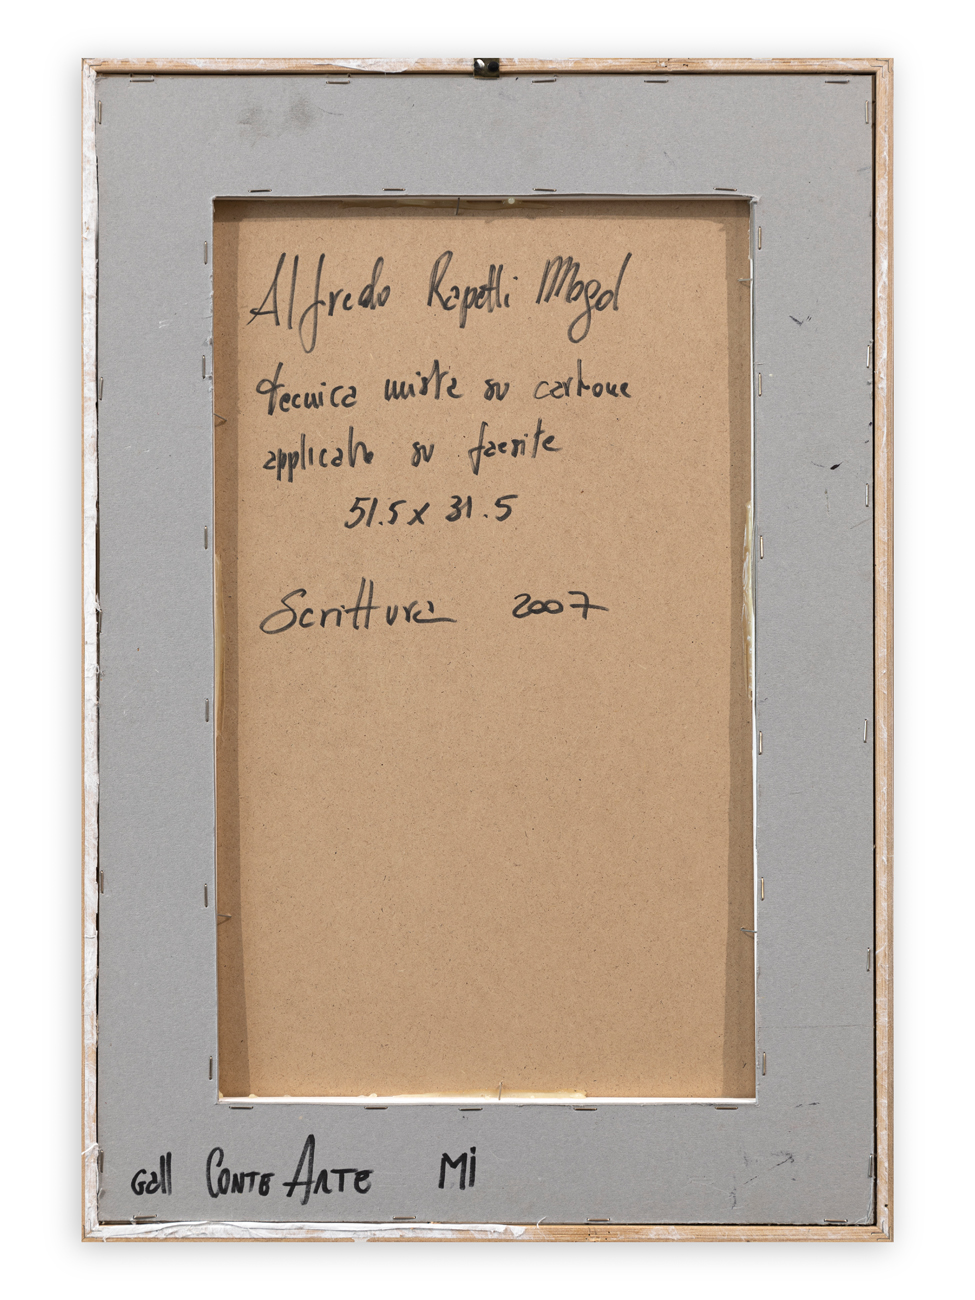 Alfredo Rapetti Mogol
tecnica mista su cartone
applicato su faesite
51.5 x 31.5
Scrittura 2007
Gall CONTE ARTE Mi